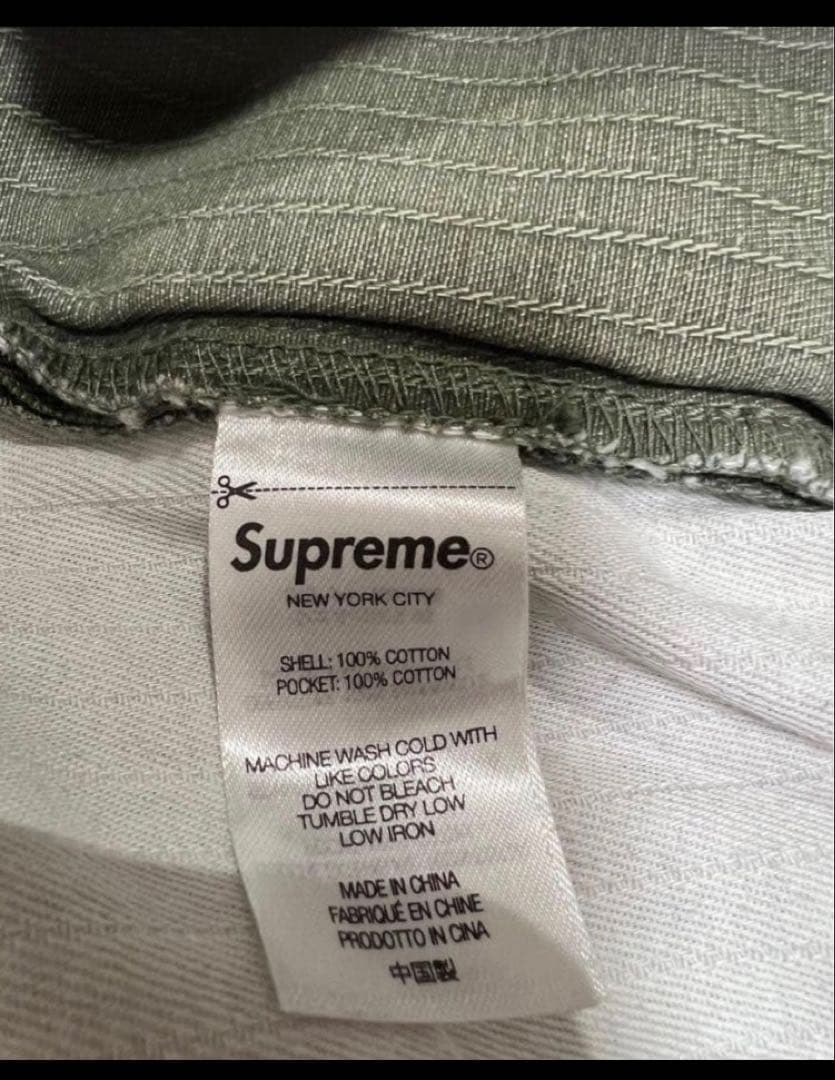 Supreme®
NEW YORK CITY
SHELL: 100% COTTON
POCKET: 100% COTTON
MACHINE WASH COLD WITH
LIKE COLORS
DO NOT BLEACH
TUMBLE DRY LOW
LOW IRON
MADE IN CHINA
FABRIQUÉ EN CHINE
PRODOTTO IN CINA
中国製